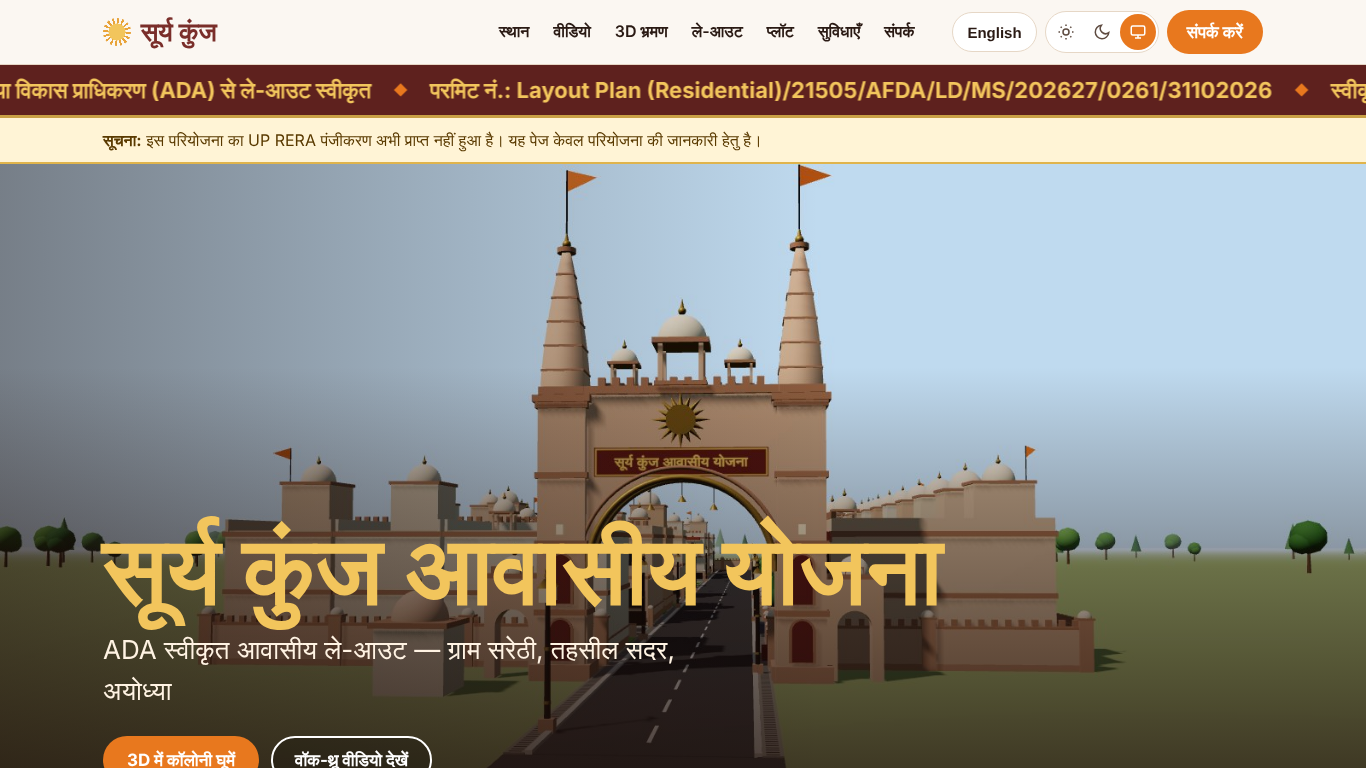 सूर्य कुंज
स्थान वीडियो 3D भ्रमण ले-आउट प्लॉट सुविधाएँ संपर्क English संपर्क करें
विकास प्राधिकरण (ADA) से ले-आउट स्वीकृत ◆ परमिट नं.: Layout Plan (Residential)/21505/AFDA/LD/MS/202627/0261/31102026 ◆
सूचना: इस परियोजना का UP RERA पंजीकरण अभी प्राप्त नहीं हुआ है। यह पेज केवल परियोजना की जानकारी हेतु है।
सूर्य कुंज आवासीय योजना
सूर्य कुंज आवासीय योजना
ADA स्वीकृत आवासीय ले-आउट — ग्राम सरेठी, तहसील सदर,
अयोध्या
3D में कॉलोनी घूमें वॉक-थ्रू वीडियो देखें